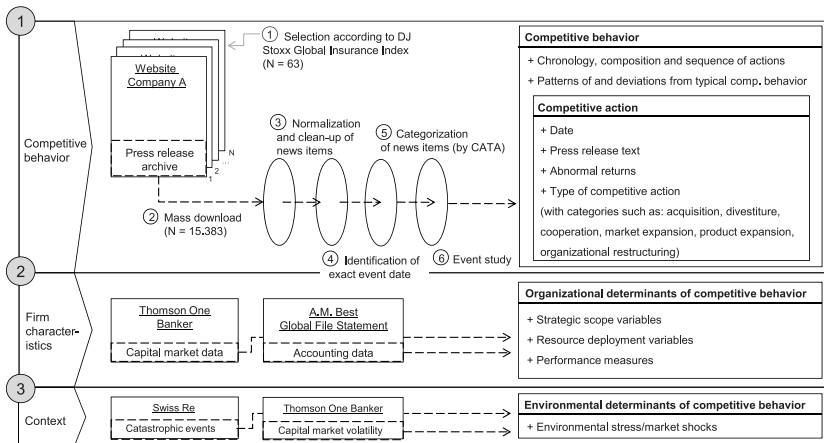 1
Competitive
behavior
Website
Website
Website
Company A
Press release
archive
1
2
...
N
1 Selection according to DJ
Stoxx Global Insurance Index
(N = 63)
2 Mass download
(N = 15.383)
3 Normalization
and clean-up of
news items
4 Identification of
exact event date
5 Categorization
of news items (by CATA)
6 Event study
Competitive behavior
+ Chronology, composition and sequence of actions
+ Patterns of and deviations from typical comp. behavior
Competitive action
+ Date
+ Press release text
+ Abnormal returns
+ Type of competitive action
(with categories such as: acquisition, divestiture,
cooperation, market expansion, product expansion,
organizational restructuring)
2
Firm
character-
istics
Thomson One
Banker
Capital market data
A.M. Best
Global File Statement
Accounting data
Organizational determinants of competitive behavior
+ Strategic scope variables
+ Resource deployment variables
+ Performance measures
3
Context
Swiss Re
Catastrophic events
Thomson One Banker
Capital market volatility
Environmental determinants of competitive behavior
+ Environmental stress/market shocks